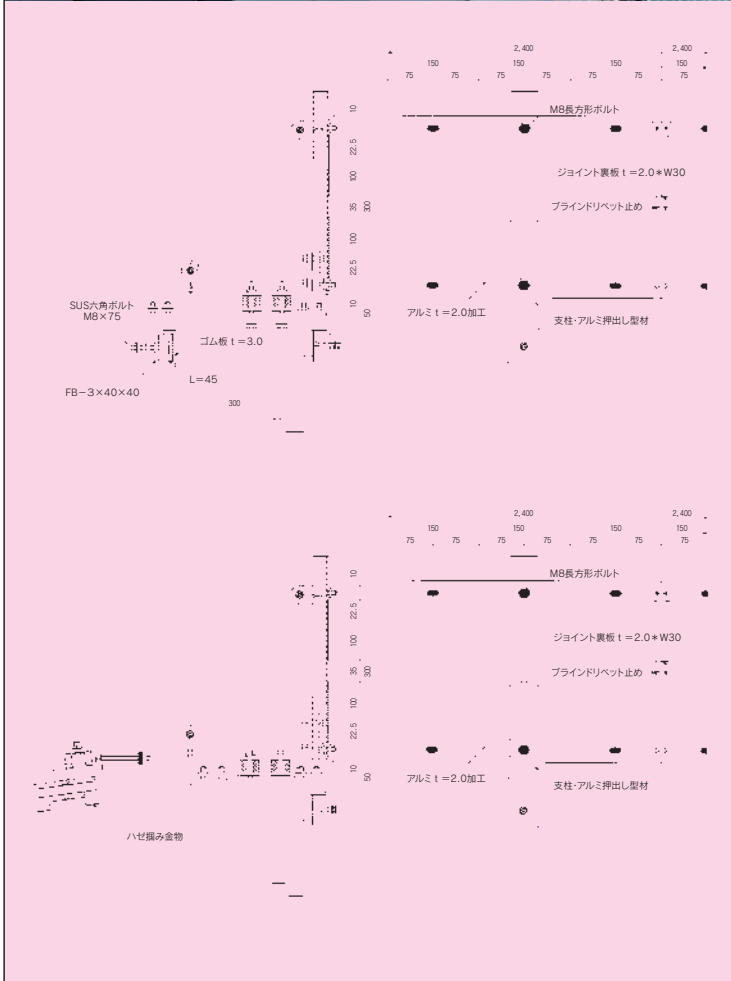 2,400
2,400
150
150
150
150
75
75
75
75
75
75
75
M8長方形ボルト
10
22.5
ジョイント裏板 t=2.0*W30
100
35
300
ブラインドリベット止め
100
22.5
10
50
SUS六角ボルト
M8×75
アルミ t=2.0加工
支柱・アルミ押出し型材
ゴム板 t=3.0
L=45
FB-3×40×40
300
2,400
2,400
150
150
150
150
75
75
75
75
75
75
75
M8長方形ボルト
10
22.5
100
ジョイント裏板 t=2.0*W30
35
300
ブラインドリベット止め
100
22.5
10
50
アルミ t=2.0加工
支柱・アルミ押出し型材
ハゼ掴み金物